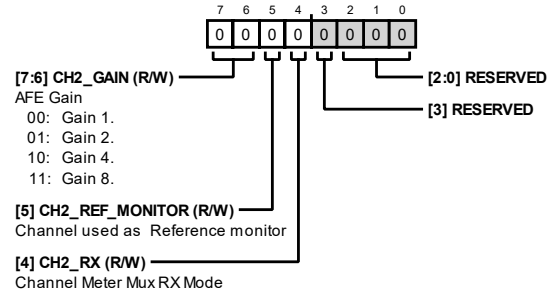 7 6 5 4 3 2 1 0
0 0 0 0 0 0 0 0
[7:6] CH2_GAIN (R/W)
AFE Gain
00: Gain 1.
01: Gain 2.
10: Gain 4.
11: Gain 8.
[5] CH2_REF_MONITOR (R/W)
Channel used as Reference monitor
[4] CH2_RX (R/W)
Channel Meter Mux RX Mode
[2:0] RESERVED
[3] RESERVED